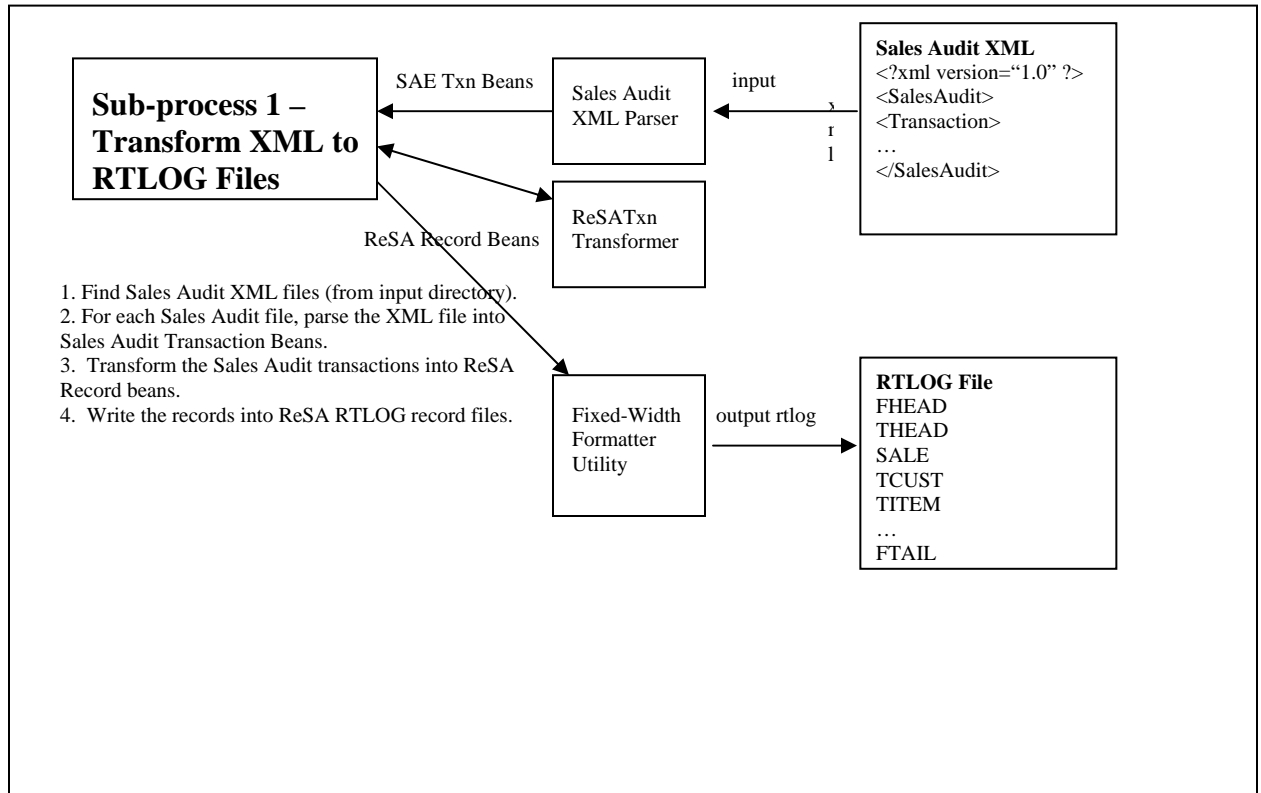 Sub-process 1 –
Transform XML to
RTLOG Files
SAE Txn Beans
Sales Audit
XML Parser
input
x
l
Sales Audit XML
<?xml version=“1.0” ?>
<SalesAudit>
<Transaction>
…
</SalesAudit>
ReSATxn
Transformer
ReSA Record Beans
1. Find Sales Audit XML files (from input directory).
2. For each Sales Audit file, parse the XML file into
Sales Audit Transaction Beans.
3.  Transform the Sales Audit transactions into ReSA
Record beans.
4.  Write the records into ReSA RTLOG record files.
Fixed-Width
Formatter
Utility
output rtlog
RTLOG File
FHEAD
THEAD
SALE
TCUST
TITEM
…
FTAIL